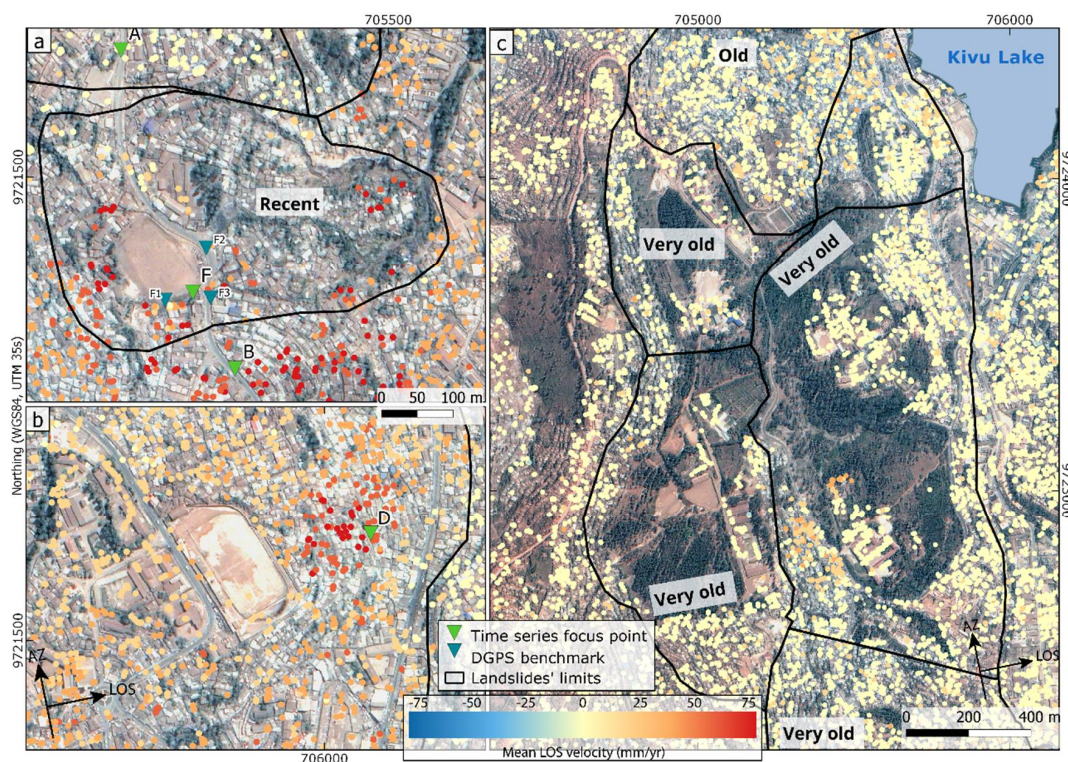 705500
705000
706000
a
A
c
Old
Kivu Lake
9721500
9724000
Recent
F2
F
F1
F3
B
0 50 100 m
Very old
Very old
Northing (WGS84, UTM 35s)
b
D
9723000
Very old
9721500
AZ
LOS
Time series focus point
DGPS benchmark
Landslides' limits
AZ
LOS
-75 -50 -25 0 25 50 75
Mean LOS velocity (mm/yr)
0 200 400 m
Very old
706000